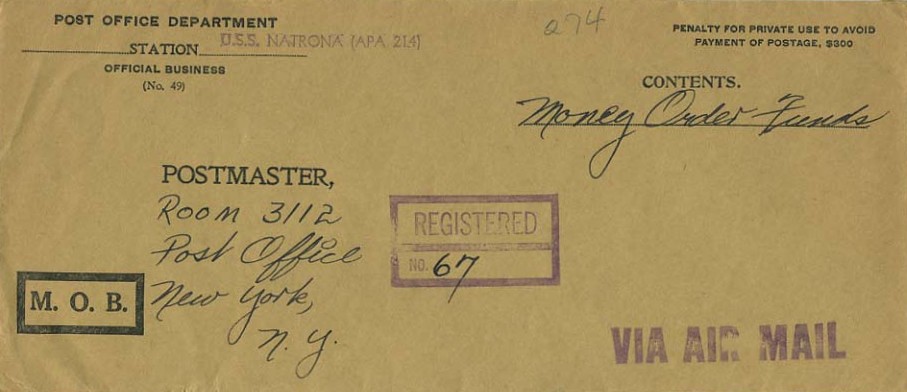 POST OFFICE DEPARTMENT
STATION U.S.S. NATRONA (APA 214)
OFFICIAL BUSINESS
(No. 49)
274
PENALTY FOR PRIVATE USE TO AVOID
PAYMENT OF POSTAGE, $300
CONTENTS.
Money Order Funds
POSTMASTER,
Room 3112
Post Office
New York,
N. Y.
M. O. B.
REGISTERED
NO. 67
VIA AIR MAIL